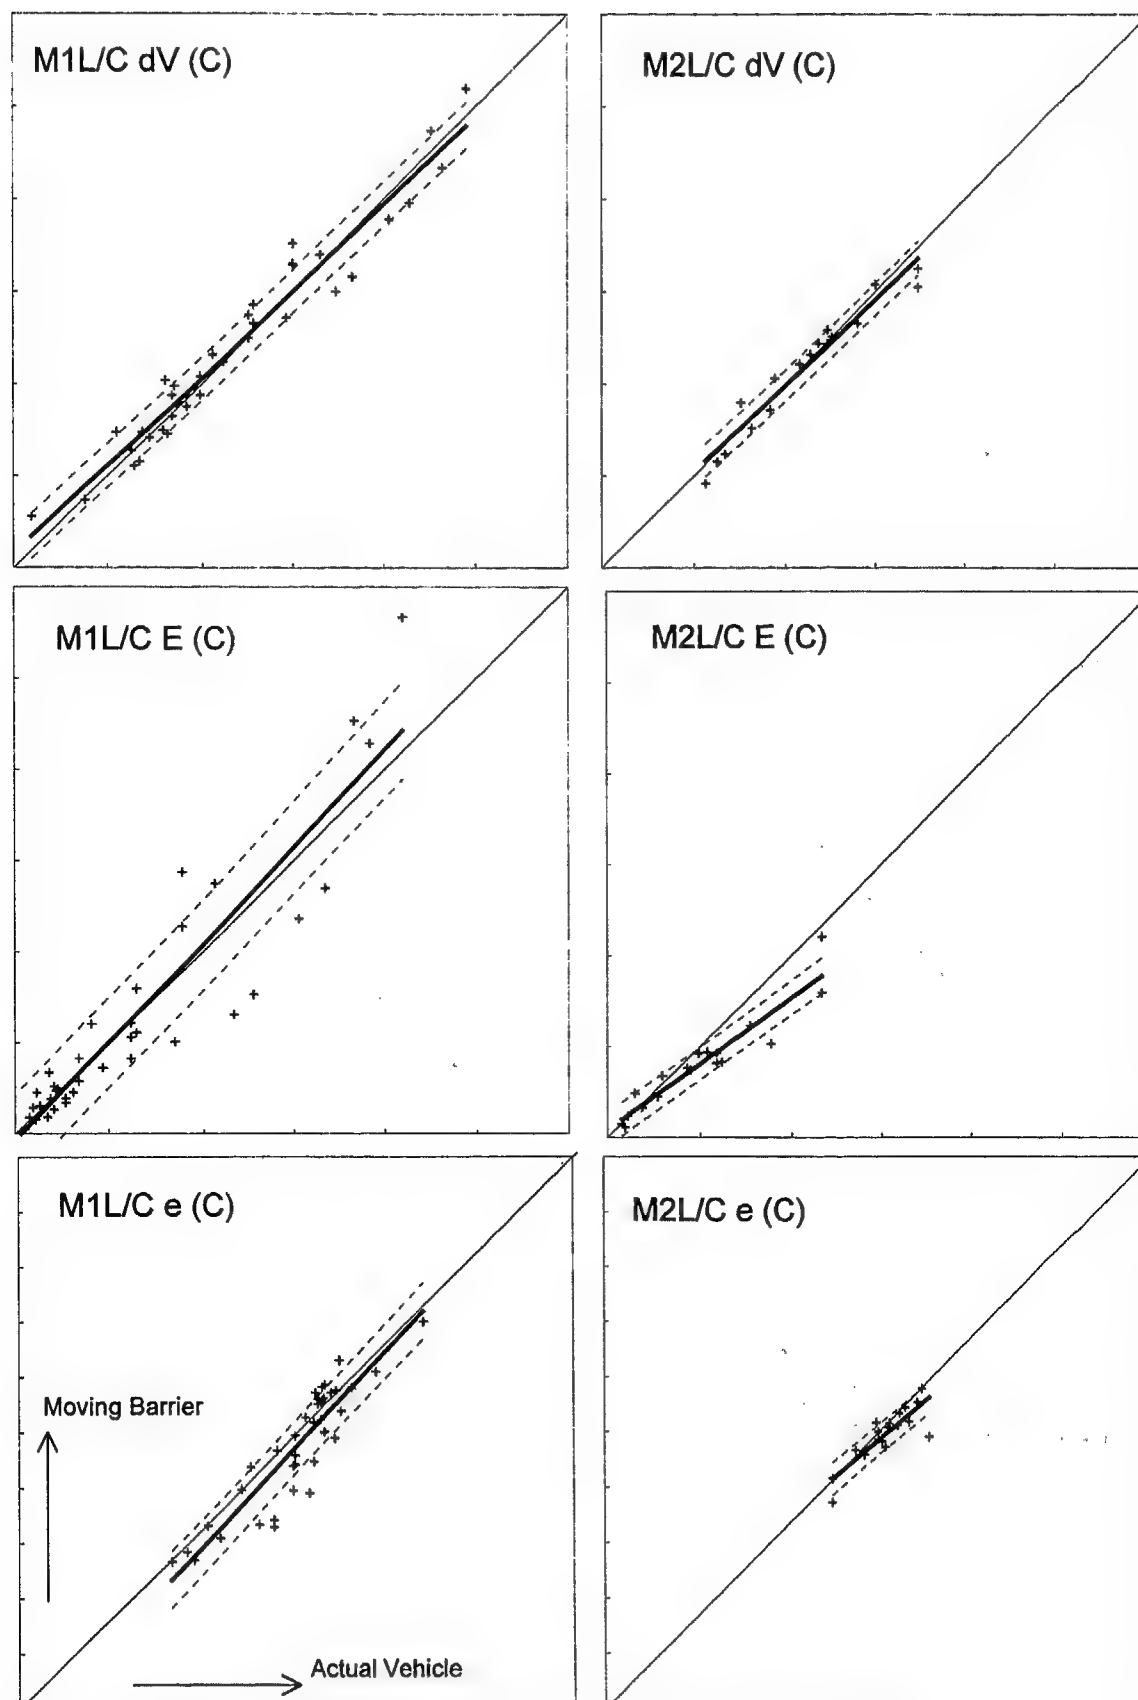 M1L/C dV (C)
M2L/C dV (C)
M1L/C E (C)
M2L/C E (C)
M1L/C e (C)
M2L/C e (C)
Moving Barrier
Actual Vehicle